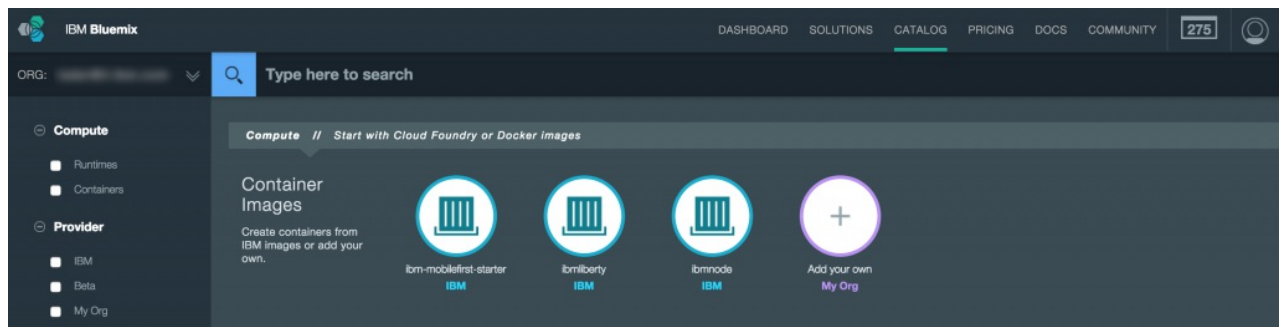 IBM Bluemix
DASHBOARD SOLUTIONS CATALOG PRICING DOCS COMMUNITY 275
ORG:
Type here to search
Compute
Runtimes
Containers
Provider
IBM
Beta
My Org
Compute // Start with Cloud Foundry or Docker images
Container
Images
Create containers from
IBM images or add your
own.
ibm-mobilefirst-starter
IBM
ibmliberty
IBM
ibmnode
IBM
Add your own
My Org